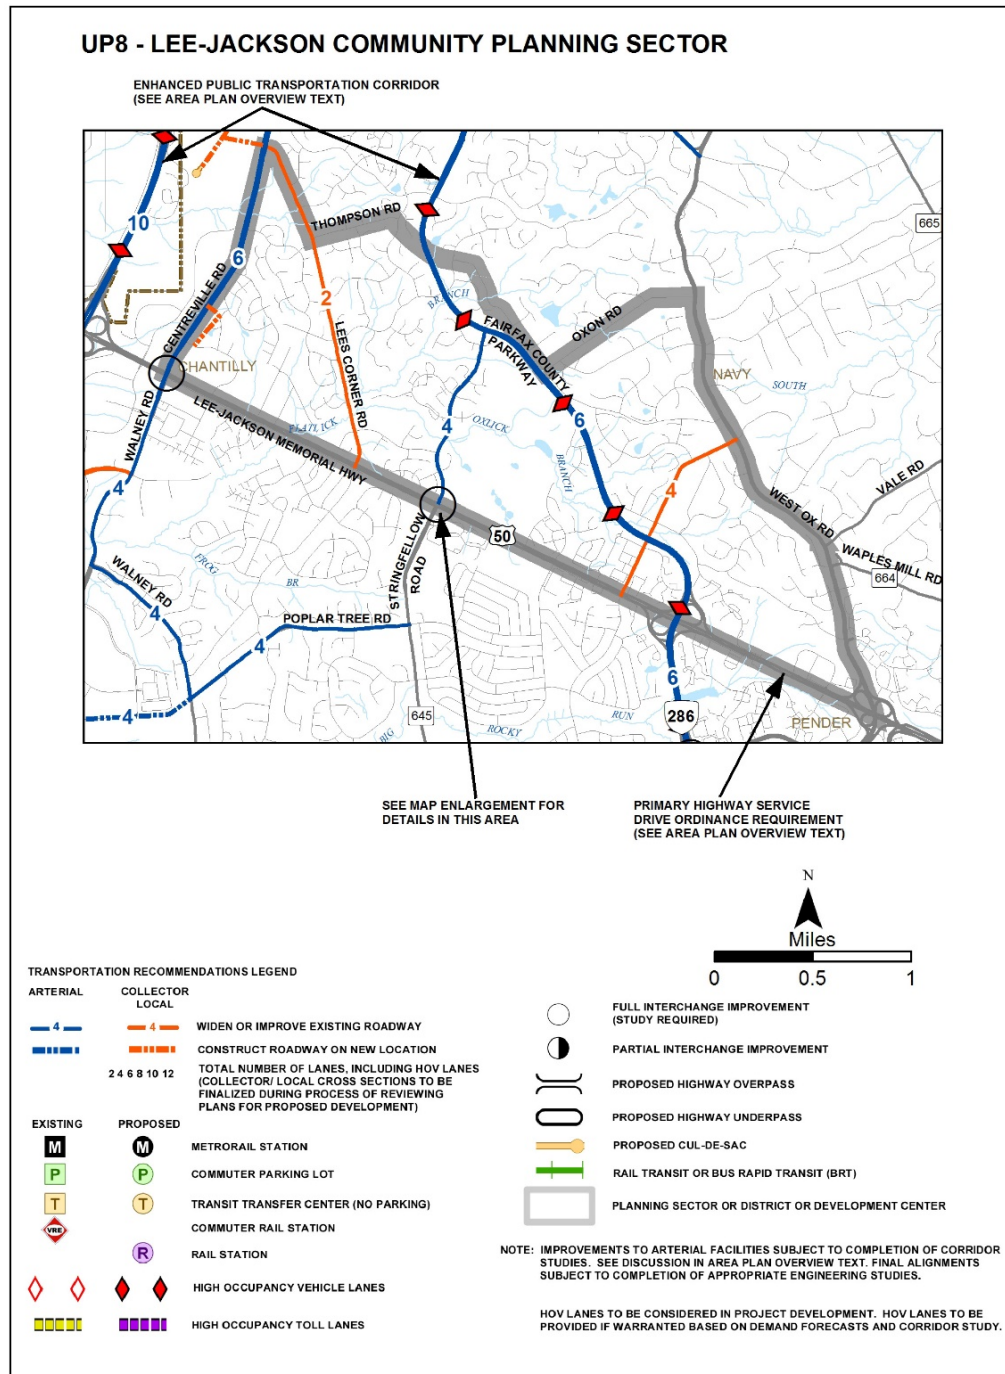 UP8 - LEE-JACKSON COMMUNITY PLANNING SECTOR
ENHANCED PUBLIC TRANSPORTATION CORRIDOR
(SEE AREA PLAN OVERVIEW TEXT)
10
THOMPSON RD
665
6
CENTREVILLE RD
2
BRANCH
FAIRFAX COUNTY
PARKWAY
OXON RD
CHANTILLY
LEES CORNER RD
NAVY
SOUTH
WALNEY RD
LEE-JACKSON MEMORIAL HWY
FLATLICK
4
OXLICK
6
BRANCH
4
4
WEST OX RD
VALE RD
50
STRINGFELLOW
ROAD
WAPLES MILL RD
664
FROG
BR
WALNEY RD
4
POPLAR TREE RD
4
4
6
645
BIG
ROCKY
RUN
286
PENDER
SEE MAP ENLARGEMENT FOR
DETAILS IN THIS AREA
PRIMARY HIGHWAY SERVICE
DRIVE ORDINANCE REQUIREMENT
(SEE AREA PLAN OVERVIEW TEXT)
N
Miles
0 0.5 1
TRANSPORTATION RECOMMENDATIONS LEGEND
ARTERIAL
COLLECTOR
LOCAL
4 4 WIDEN OR IMPROVE EXISTING ROADWAY
CONSTRUCT ROADWAY ON NEW LOCATION
2 4 6 8 10 12 TOTAL NUMBER OF LANES, INCLUDING HOV LANES
(COLLECTOR/ LOCAL CROSS SECTIONS TO BE
FINALIZED DURING PROCESS OF REVIEWING
PLANS FOR PROPOSED DEVELOPMENT)
EXISTING PROPOSED
M M METRORAIL STATION
P P COMMUTER PARKING LOT
T T TRANSIT TRANSFER CENTER (NO PARKING)
VRE COMMUTER RAIL STATION
R RAIL STATION
HIGH OCCUPANCY VEHICLE LANES
HIGH OCCUPANCY TOLL LANES
FULL INTERCHANGE IMPROVEMENT
(STUDY REQUIRED)
PARTIAL INTERCHANGE IMPROVEMENT
PROPOSED HIGHWAY OVERPASS
PROPOSED HIGHWAY UNDERPASS
PROPOSED CUL-DE-SAC
RAIL TRANSIT OR BUS RAPID TRANSIT (BRT)
PLANNING SECTOR OR DISTRICT OR DEVELOPMENT CENTER
NOTE: IMPROVEMENTS TO ARTERIAL FACILITIES SUBJECT TO COMPLETION OF CORRIDOR
STUDIES. SEE DISCUSSION IN AREA PLAN OVERVIEW TEXT. FINAL ALIGNMENTS
SUBJECT TO COMPLETION OF APPROPRIATE ENGINEERING STUDIES.
HOV LANES TO BE CONSIDERED IN PROJECT DEVELOPMENT. HOV LANES TO BE
PROVIDED IF WARRANTED BASED ON DEMAND FORECASTS AND CORRIDOR STUDY.